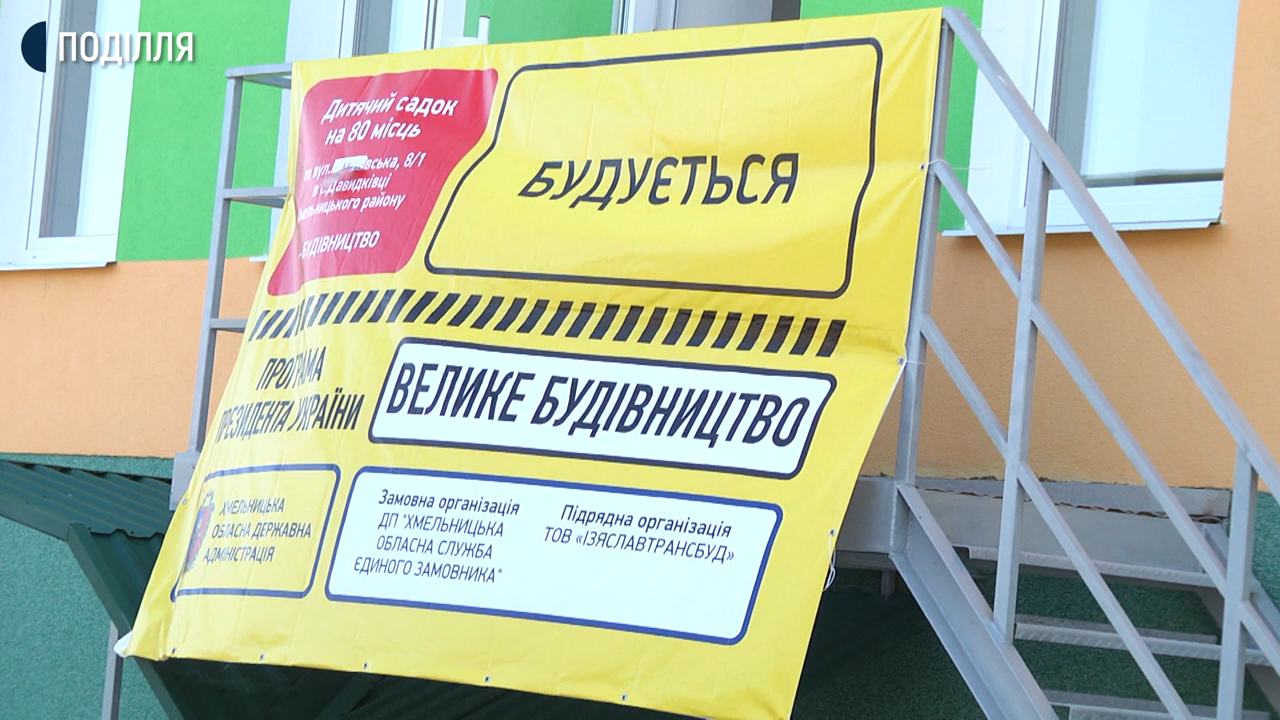 ПОДІЛЛЯ
Дитячий садок
на 80 місць
вул. вська, 8/1
в с. Давидківці
Хмельницького району
БУДІВНИЦТВО
БУДУЄТЬСЯ
ПРОГРАМА
ПРЕЗИДЕНТА УКРАЇНИ
ВЕЛИКЕ БУДІВНИЦТВО
ХМЕЛЬНИЦЬКА
ОБЛАСНА ДЕРЖАВНА
АДМІНІСТРАЦІЯ
Замовна організація
ДП "ХМЕЛЬНИЦЬКА
ОБЛАСНА СЛУЖБА
ЄДИНОГО ЗАМОВНИКА"
Підрядна організація
ТОВ «ІЗЯСЛАВТРАНСБУД»